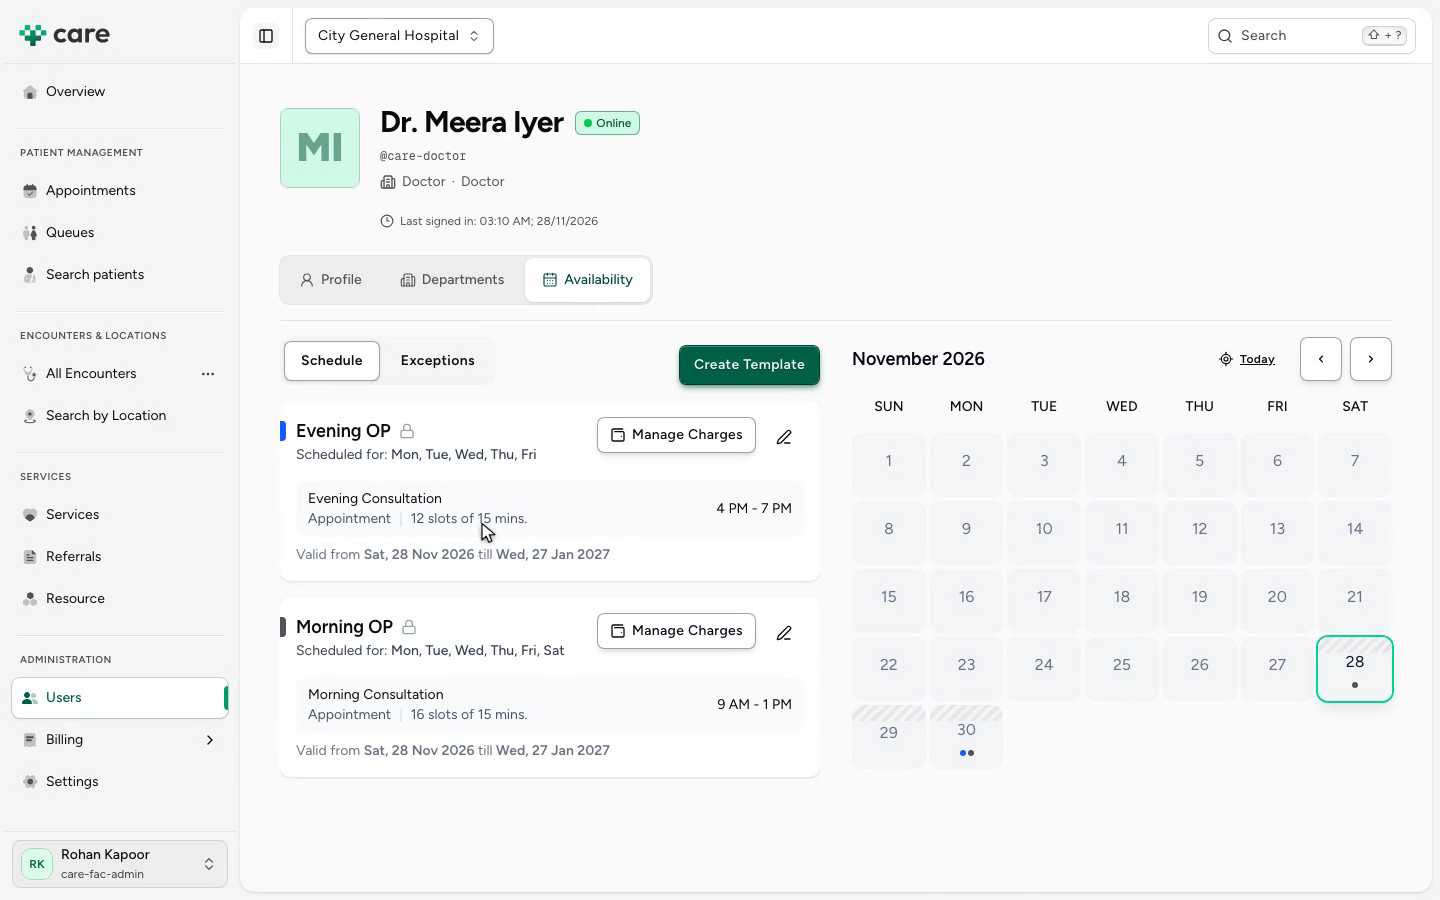 care
City General Hospital
Search
⇧ + ?
Overview
PATIENT MANAGEMENT
Appointments
Queues
Search patients
ENCOUNTERS & LOCATIONS
All Encounters
Search by Location
SERVICES
Services
Referrals
Resource
ADMINISTRATION
Users
Billing
Settings
RK
Rohan Kapoor
care-fac-admin
MI
Dr. Meera Iyer
Online
@care-doctor
Doctor · Doctor
Last signed in: 03:10 AM; 28/11/2026
Profile
Departments
Availability
Schedule
Exceptions
Create Template
Evening OP
Manage Charges
Scheduled for: Mon, Tue, Wed, Thu, Fri
Evening Consultation
Appointment | 12 slots of 15 mins.
4 PM - 7 PM
Valid from Sat, 28 Nov 2026 till Wed, 27 Jan 2027
Morning OP
Manage Charges
Scheduled for: Mon, Tue, Wed, Thu, Fri, Sat
Morning Consultation
Appointment | 16 slots of 15 mins.
9 AM - 1 PM
Valid from Sat, 28 Nov 2026 till Wed, 27 Jan 2027
November 2026
Today
SUN MON TUE WED THU FRI SAT
1 2 3 4 5 6 7
8 9 10 11 12 13 14
15 16 17 18 19 20 21
22 23 24 25 26 27 28
29 30